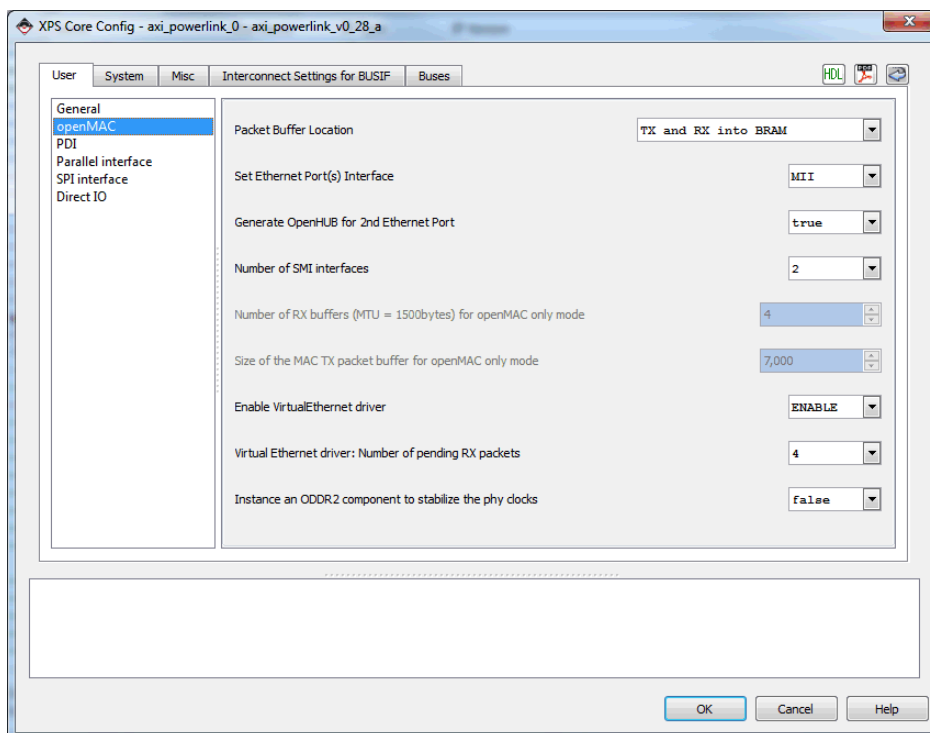 XPS Core Config - axi_powerlink_0 - axi_powerlink_v0_28_a
User System Misc Interconnect Settings for BUSIF Buses
HDL
General
openMAC
PDI
Parallel interface
SPI interface
Direct IO
Packet Buffer Location TX and RX into BRAM
Set Ethernet Port(s) Interface MII
Generate OpenHUB for 2nd Ethernet Port true
Number of SMI interfaces 2
Number of RX buffers (MTU = 1500bytes) for openMAC only mode 4
Size of the MAC TX packet buffer for openMAC only mode 7,000
Enable VirtualEthernet driver ENABLE
Virtual Ethernet driver: Number of pending RX packets 4
Instance an ODDR2 component to stabilize the phy clocks false
OK Cancel Help